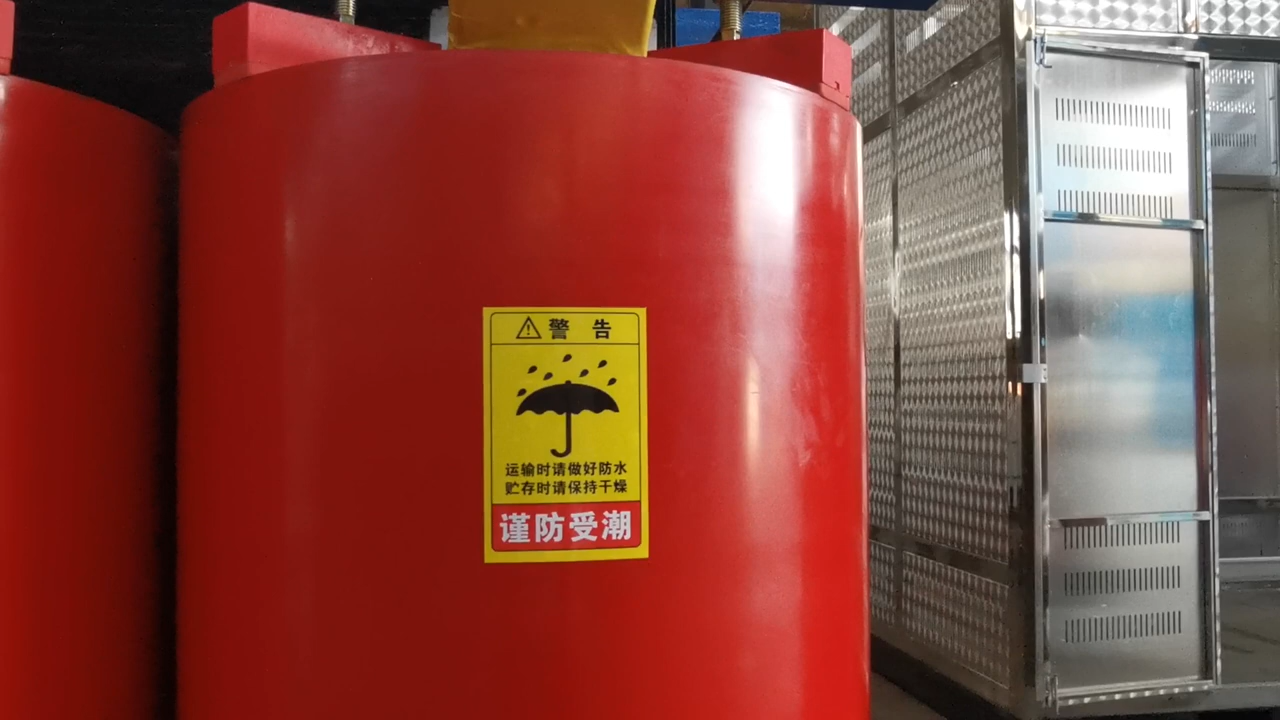 警 告
运输时请做好防水
贮存时请保持干燥
谨防受潮